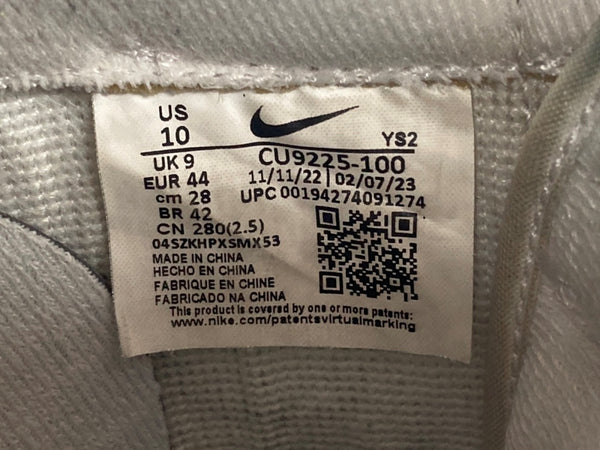 US
10
YS2
UK 9
CU9225-100
EUR 44
11/11/22 | 02/07/23
cm 28
UPC 00194274091274
BR 42
CN 280(2.5)
04SZKHPXSMX53
MADE IN CHINA
HECHO EN CHINA
FABRIQUE EN CHINE
FABRICADO NA CHINA
This product is covered by one or more patents:
www.nike.com/patentsvirtualmarking